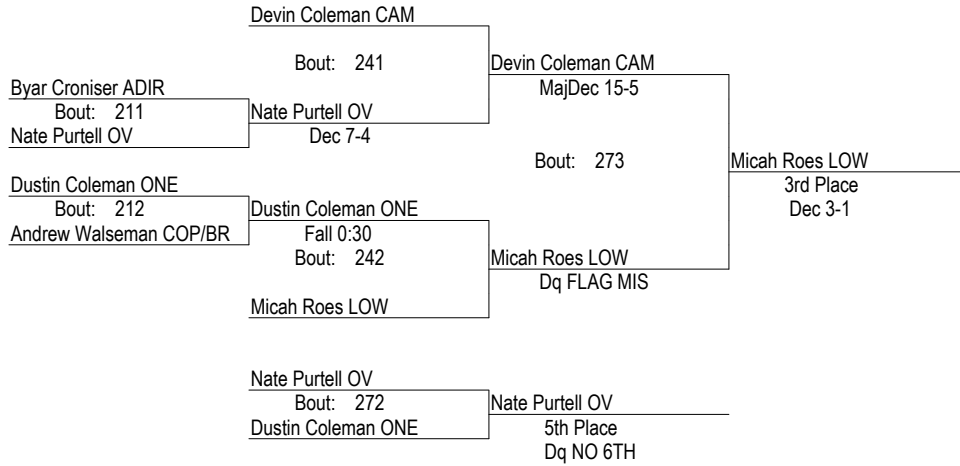 Devin Coleman CAM
Bout: 241
Devin Coleman CAM
MajDec 15-5
Byar Croniser ADIR
Bout: 211
Nate Purtell OV
Nate Purtell OV
Dec 7-4
Bout: 273
Micah Roes LOW
3rd Place
Dec 3-1
Dustin Coleman ONE
Bout: 212
Andrew Walseman COP/BR
Dustin Coleman ONE
Fall 0:30
Bout: 242
Micah Roes LOW
Dq FLAG MIS
Micah Roes LOW
Nate Purtell OV
Bout: 272
Dustin Coleman ONE
Nate Purtell OV
5th Place
Dq NO 6TH